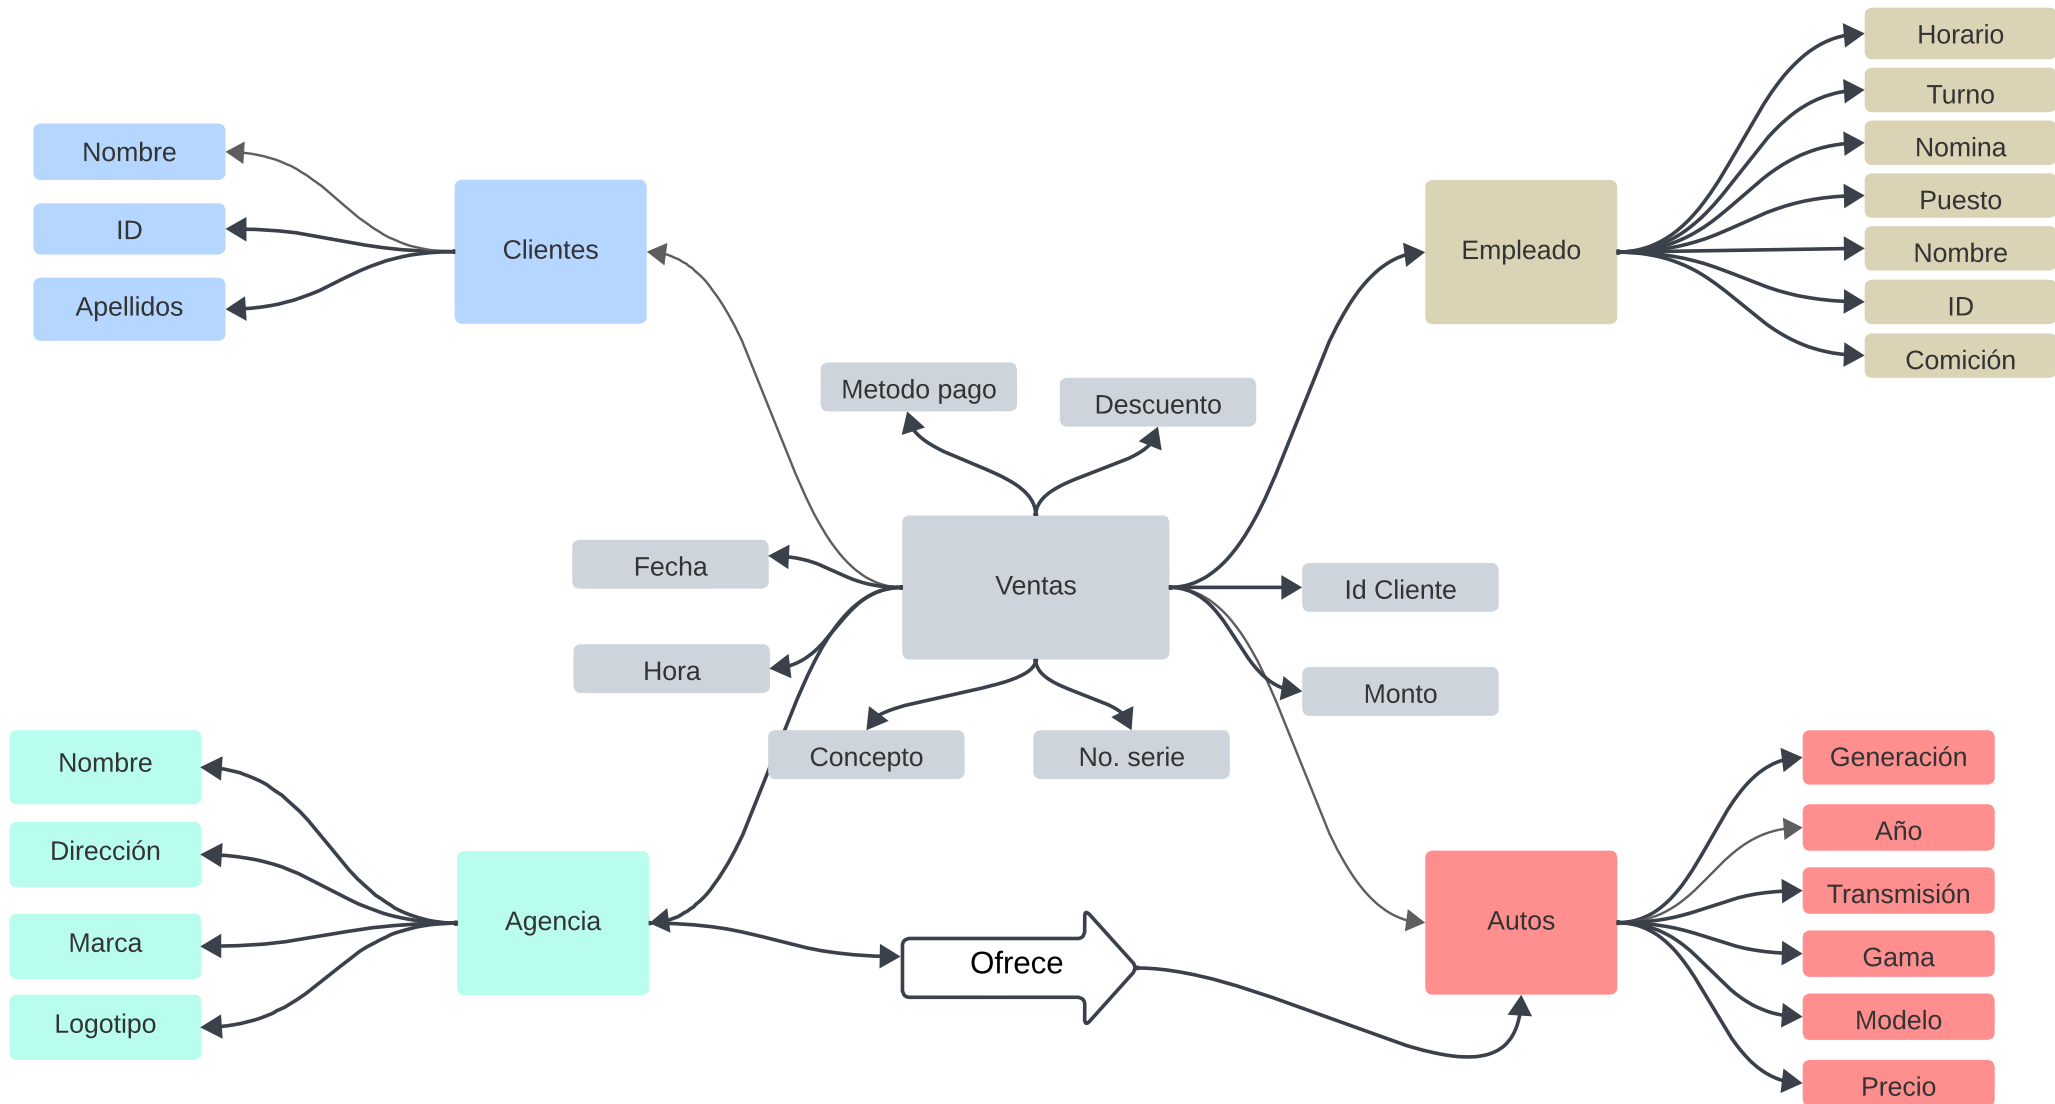 Horario
Turno
Nomina
Puesto
Nombre
ID
Comición
Empleado
Nombre
ID
Apellidos
Clientes
Metodo pago
Descuento
Fecha
Hora
Ventas
Id Cliente
Monto
Concepto
No. serie
Nombre
Dirección
Marca
Logotipo
Agencia
Ofrece
Autos
Generación
Año
Transmisión
Gama
Modelo
Precio